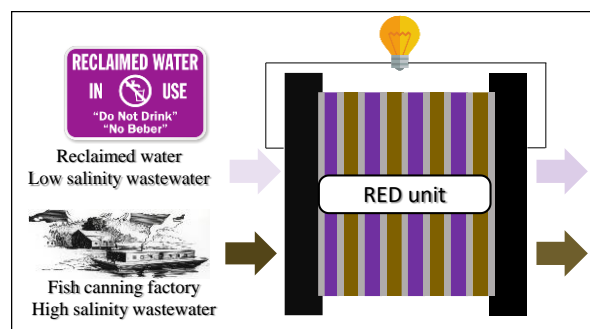 RECLAIMED WATER
IN USE
"Do Not Drink"
"No Beber"
Reclaimed water
Low salinity wastewater
RED unit
Fish canning factory
High salinity wastewater